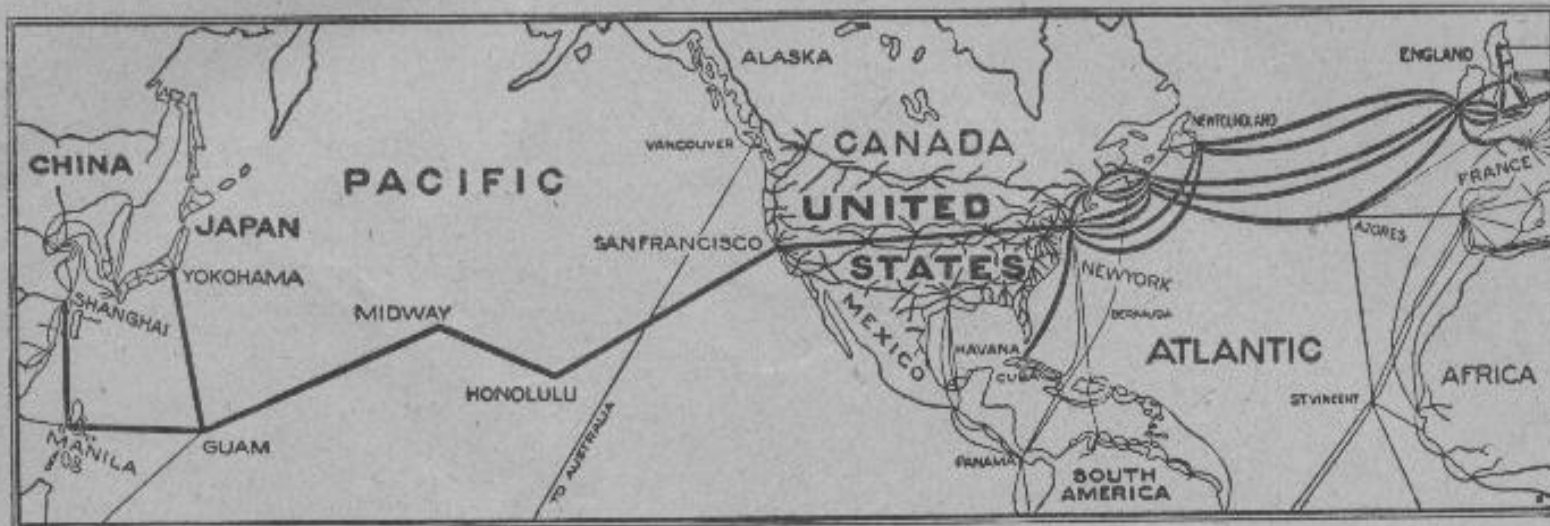 ALASKA
ENGLAND
NEWFOUNDLAND
VANCOUVER
CANADA
CHINA
PACIFIC
FRANCE
UNITED
STATES
JAPAN
SAN FRANCISCO
AZORES
YOKOHAMA
NEW YORK
SHANGHAI
MIDWAY
MEXICO
BERMUDA
HAVANA
CUBA
ATLANTIC
HONOLULU
AFRICA
ST VINCENT
MANILA
GUAM
TO AUSTRALIA
PANAMA
SOUTH
AMERICA